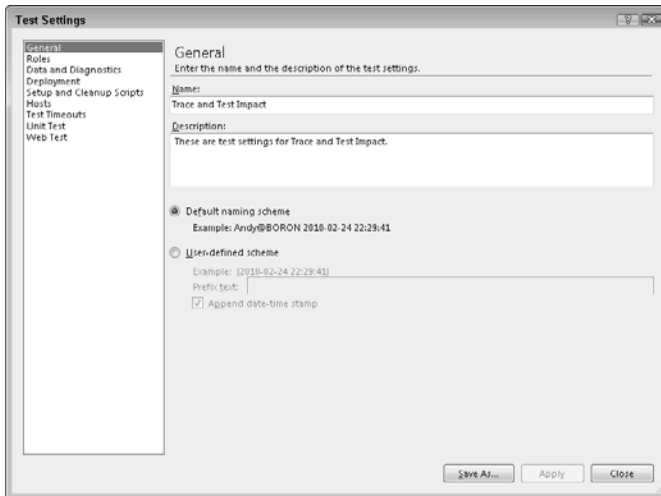 Test Settings
General
Roles
Data and Diagnostics
Deployment
Setup and Cleanup Scripts
Hosts
Test Timeouts
Unit Test
Web Test
General
Enter the name and the description of the test settings.
Name:
Trace and Test Impact
Description:
These are test settings for Trace and Test Impact.
Default naming scheme
Example: Andy@BORON 2010-02-24 22:29:41
User-defined scheme
Example: (2010-02-24 22:29:41)
Prefix text:
Append date-time stamp
Save As...
Apply
Close